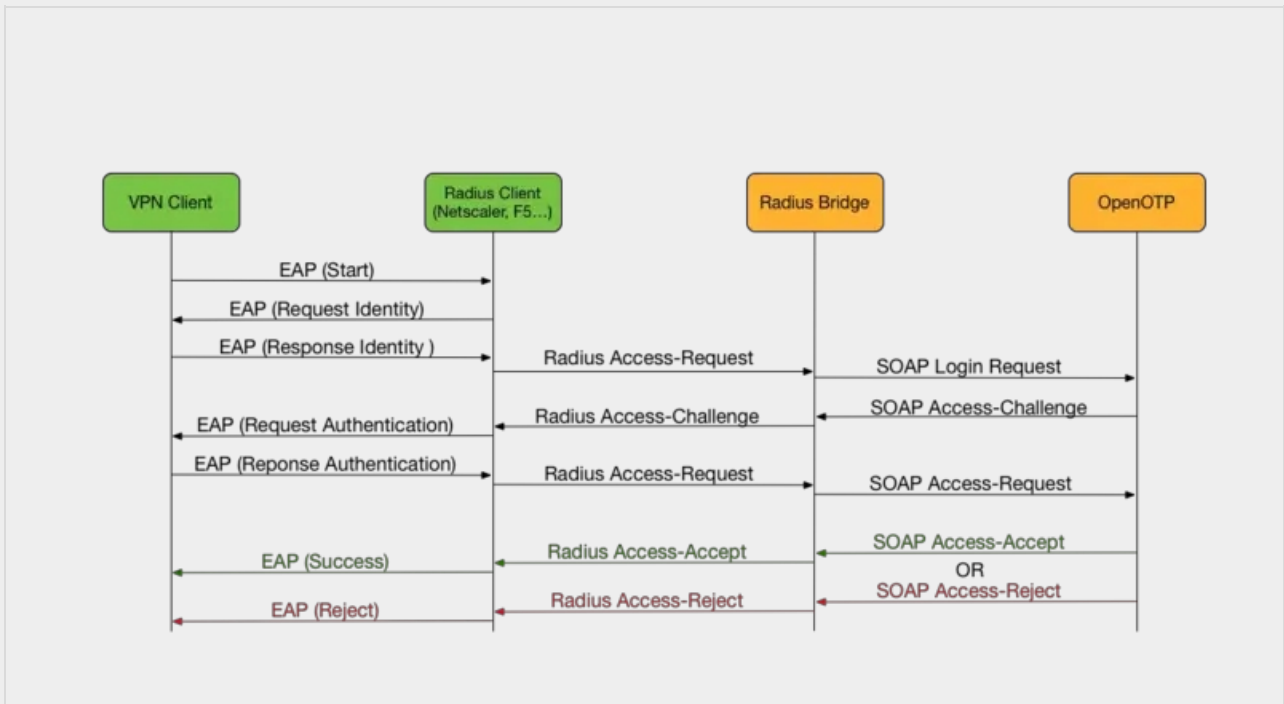 VPN Client
Radius Client
(Netscaler, F5...)
Radius Bridge
OpenOTP
EAP (Start)
EAP (Request Identity)
EAP (Response Identity )
Radius Access-Request
SOAP Login Request
SOAP Access-Challenge
Radius Access-Challenge
EAP (Request Authentication)
EAP (Reponse Authentication)
Radius Access-Request
SOAP Access-Request
SOAP Access-Accept
Radius Access-Accept
EAP (Success)
OR
SOAP Access-Reject
Radius Access-Reject
EAP (Reject)